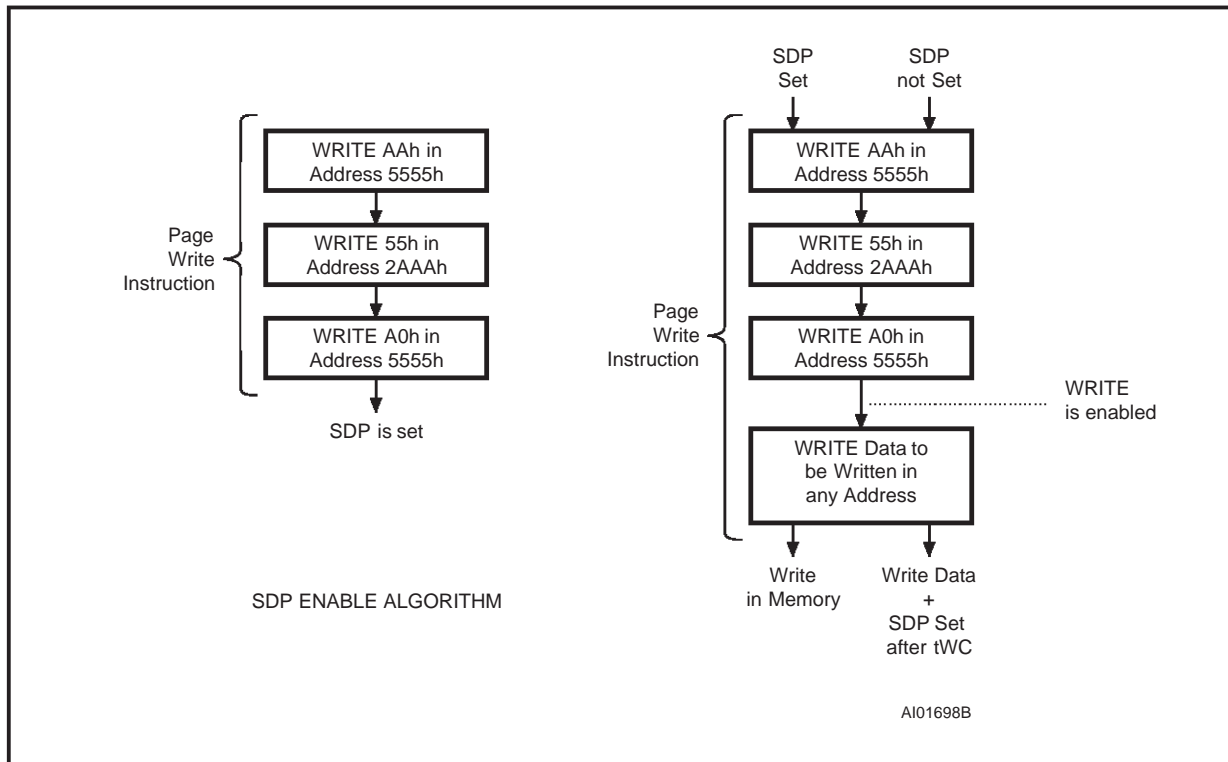 WRITE AAh in
Address 5555h
WRITE 55h in
Address 2AAAh
WRITE A0h in
Address 5555h
Page
Write
Instruction
SDP is set
SDP ENABLE ALGORITHM
SDP
Set
SDP
not Set
WRITE AAh in
Address 5555h
WRITE 55h in
Address 2AAAh
WRITE A0h in
Address 5555h
Page
Write
Instruction
WRITE
is enabled
WRITE Data to
be Written in
any Address
Write
in Memory
Write Data
+
SDP Set
after tWC
AI01698B